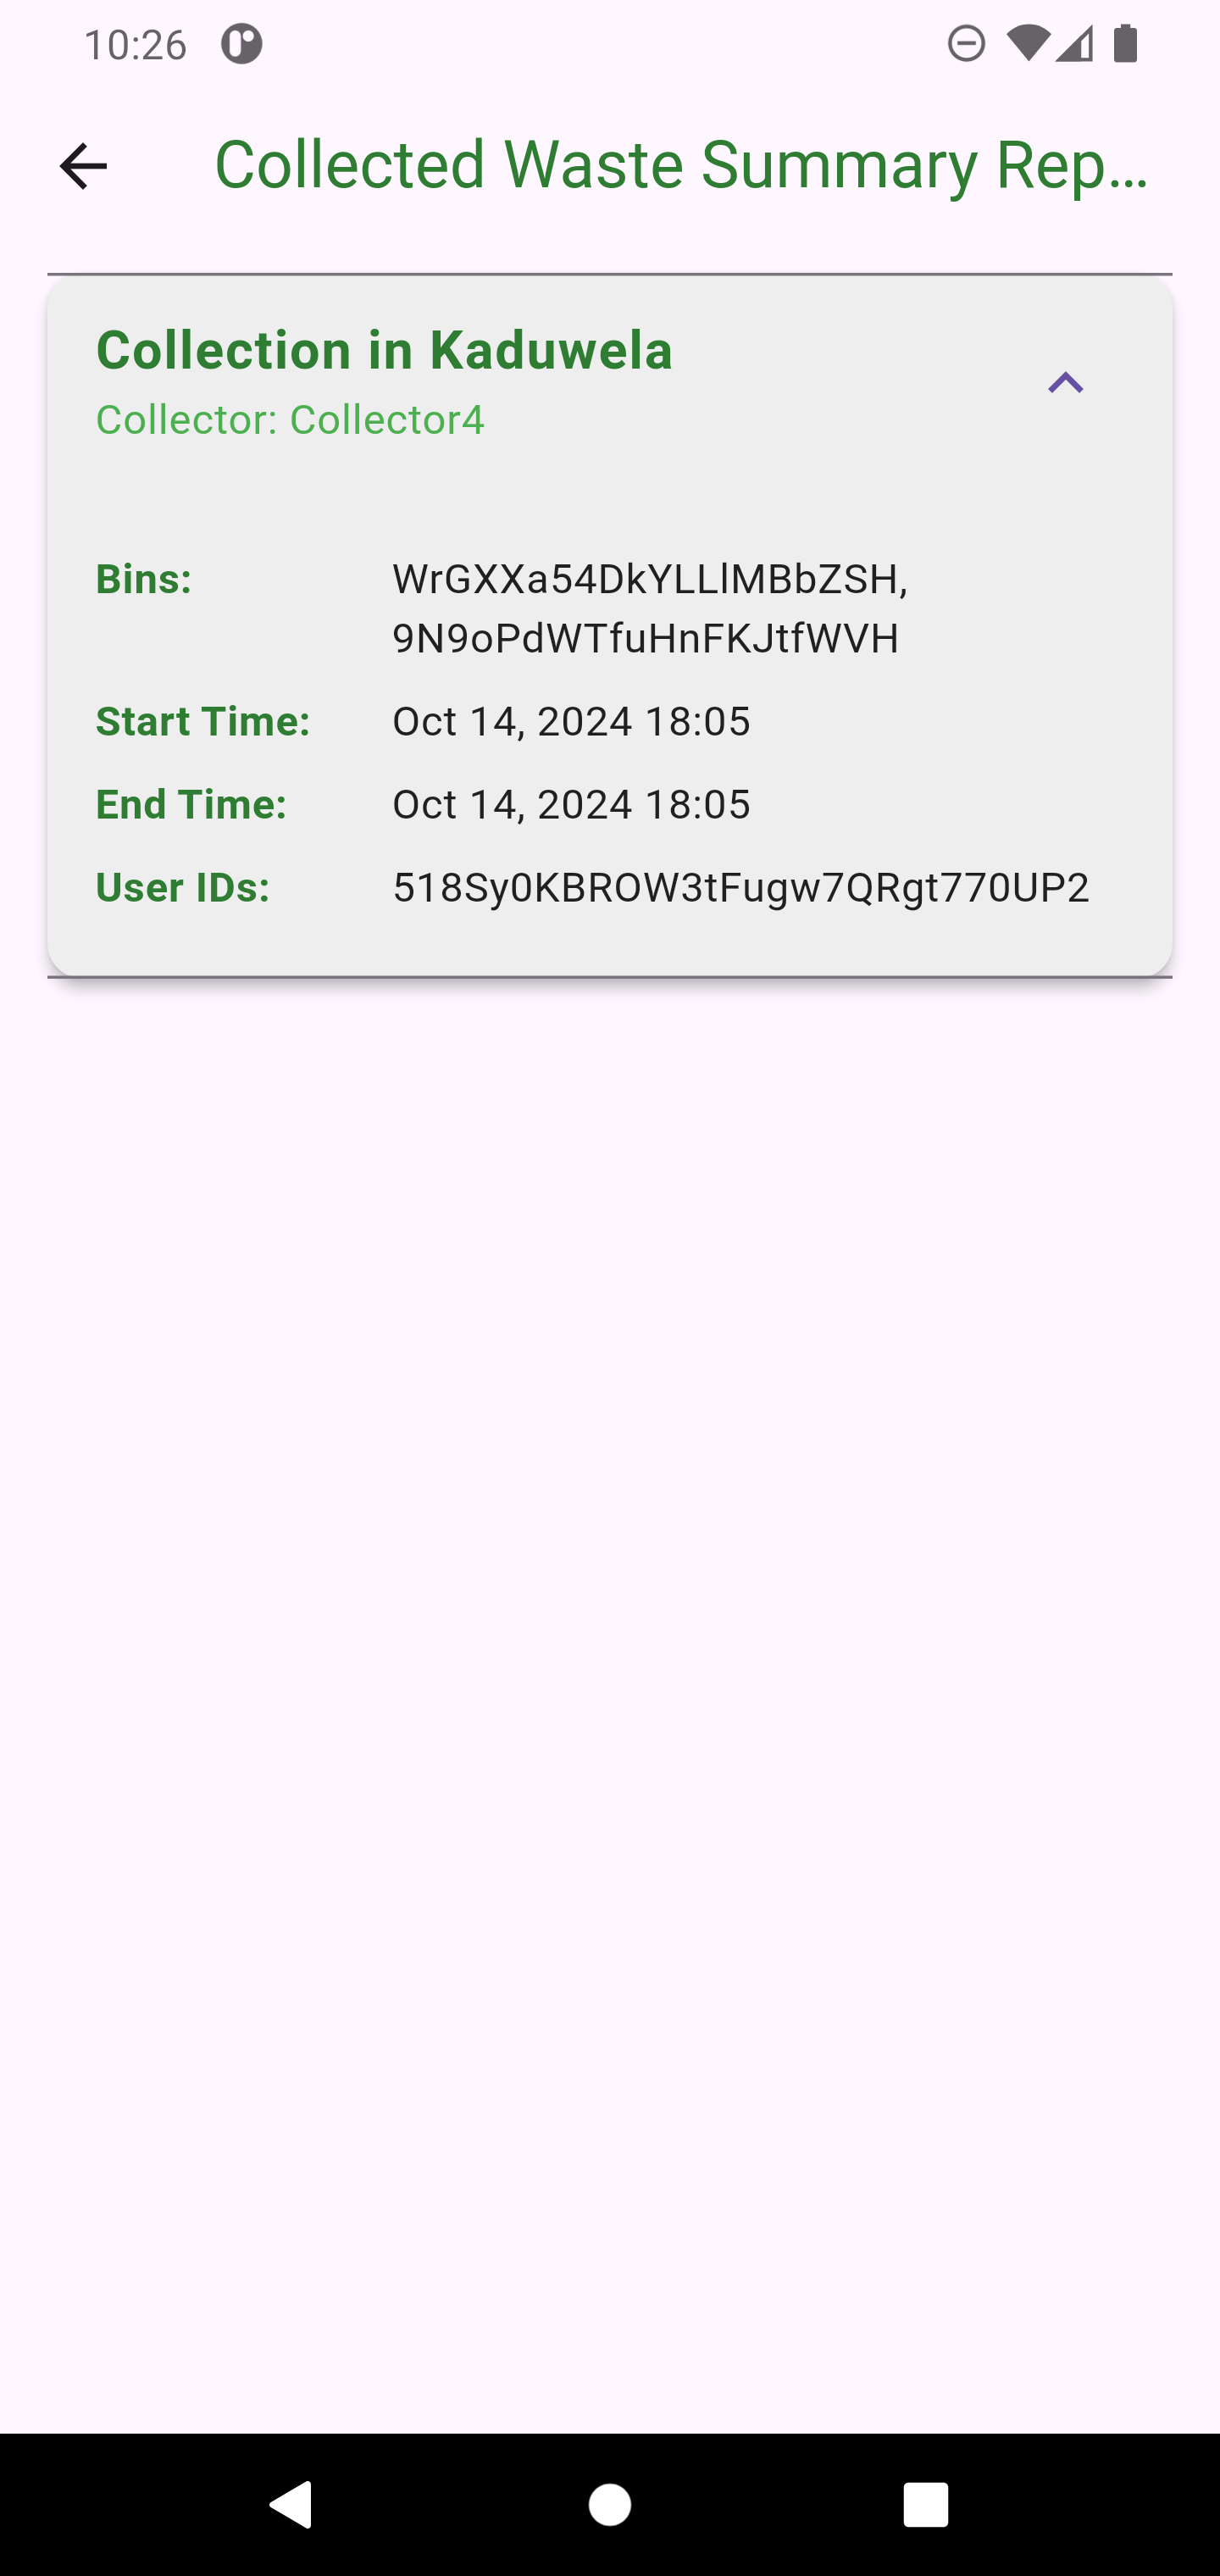 10:26
Collected Waste Summary Rep...
Collection in Kaduwela
Collector: Collector4
Bins: WrGXXa54DkYLLlMBbZSH,
9N9oPdWTfuHnFKJtfWVH
Start Time: Oct 14, 2024 18:05
End Time: Oct 14, 2024 18:05
User IDs: 518Sy0KBROW3tFugw7QRgt770UP2